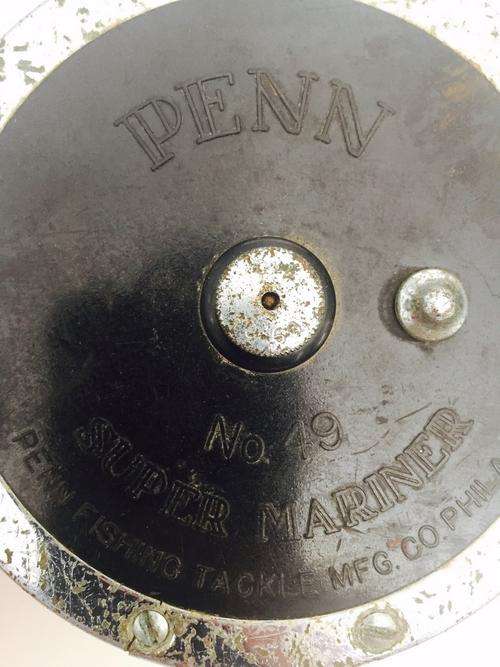 PENN
No. 49
SUPER MARINER
PENN FISHING TACKLE MFG. CO. PHILA